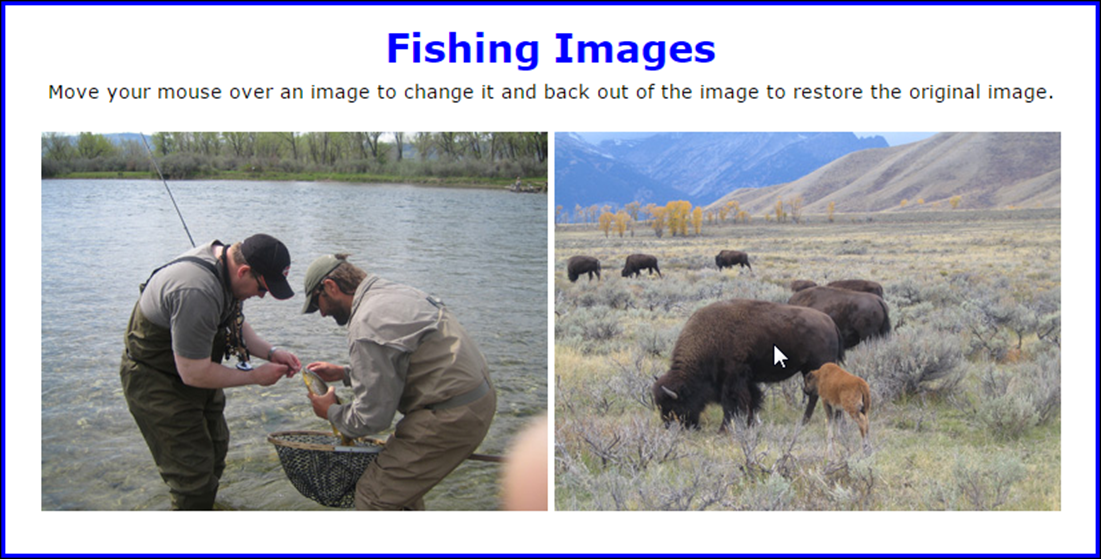 Fishing Images
Move your mouse over an image to change it and back out of the image to restore the original image.